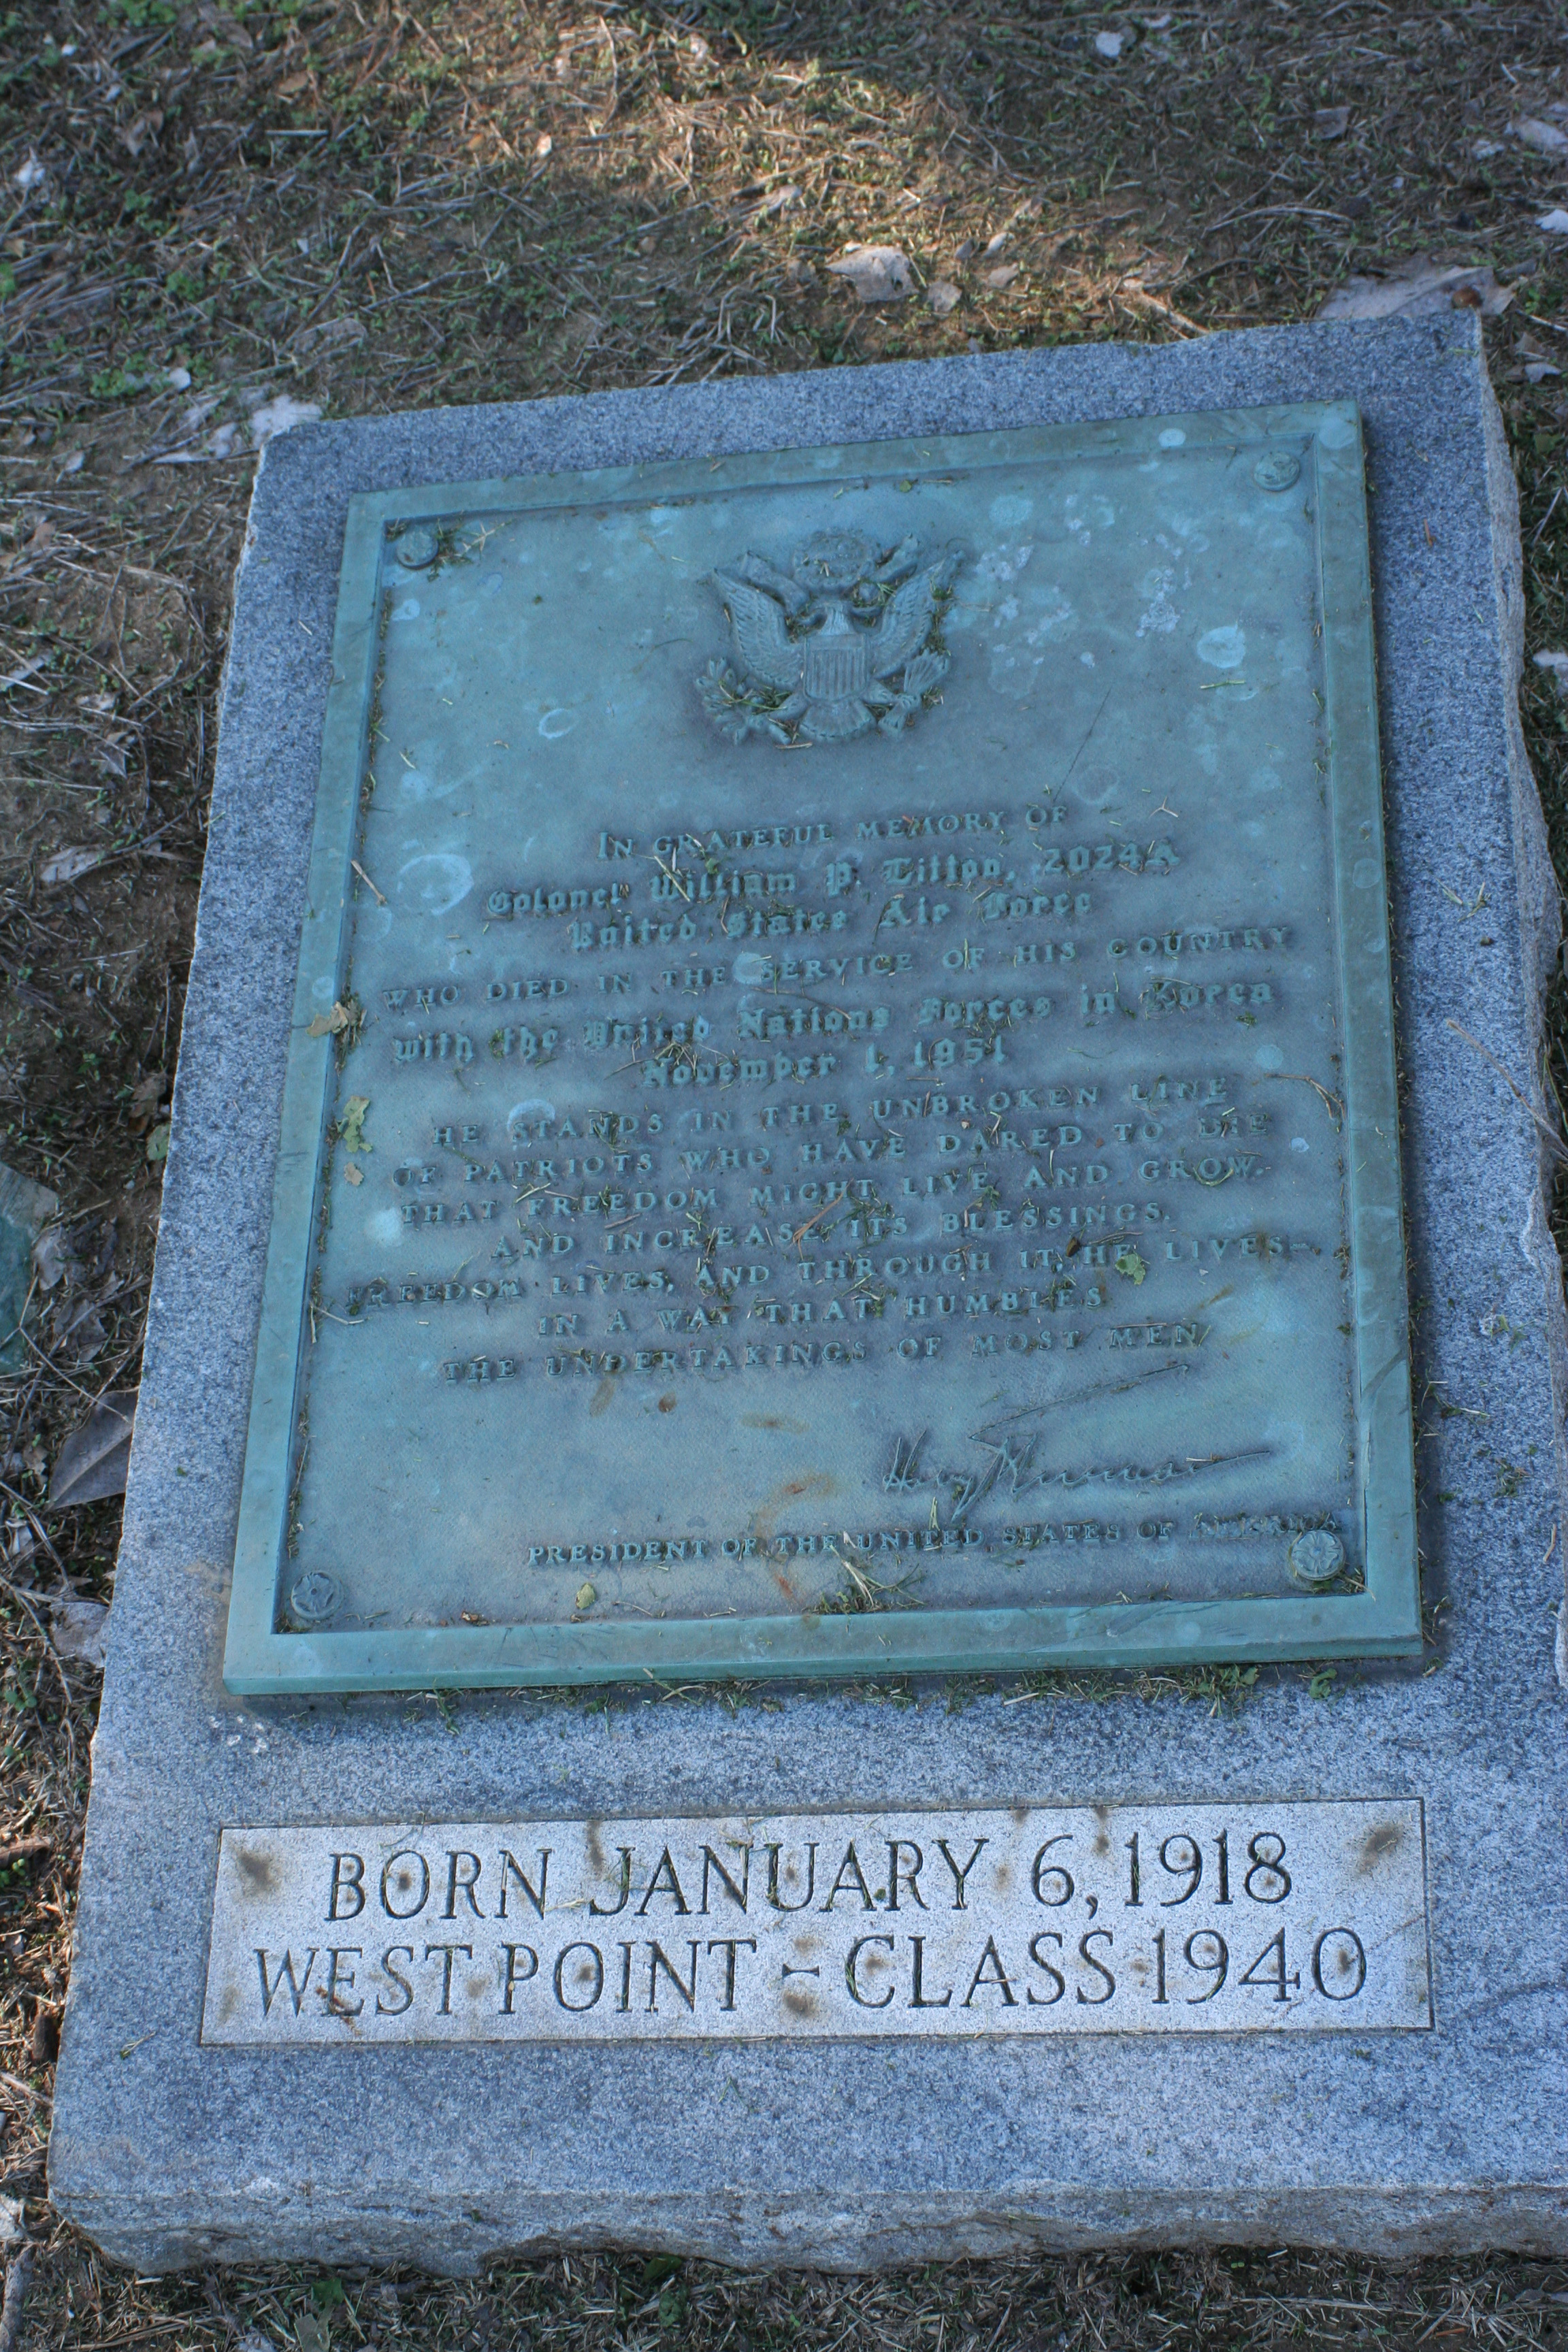 IN GRATEFUL MEMORY OF
Colonel William P. Litton, 2024A
United States Air Force
WHO DIED IN THE SERVICE OF HIS COUNTRY
with the United Nations Forces in Korea
November 1, 1951
HE STANDS IN THE UNBROKEN LINE
OF PATRIOTS WHO HAVE DARED TO DIE
THAT FREEDOM MIGHT LIVE, AND GROW,
AND INCREASE ITS BLESSINGS.
FREEDOM LIVES, AND THROUGH IT, HE LIVES-
IN A WAY THAT HUMBLES
THE UNDERTAKINGS OF MOST MEN
Harry Truman
PRESIDENT OF THE UNITED STATES OF AMERICA
BORN JANUARY 6, 1918
WEST POINT - CLASS 1940